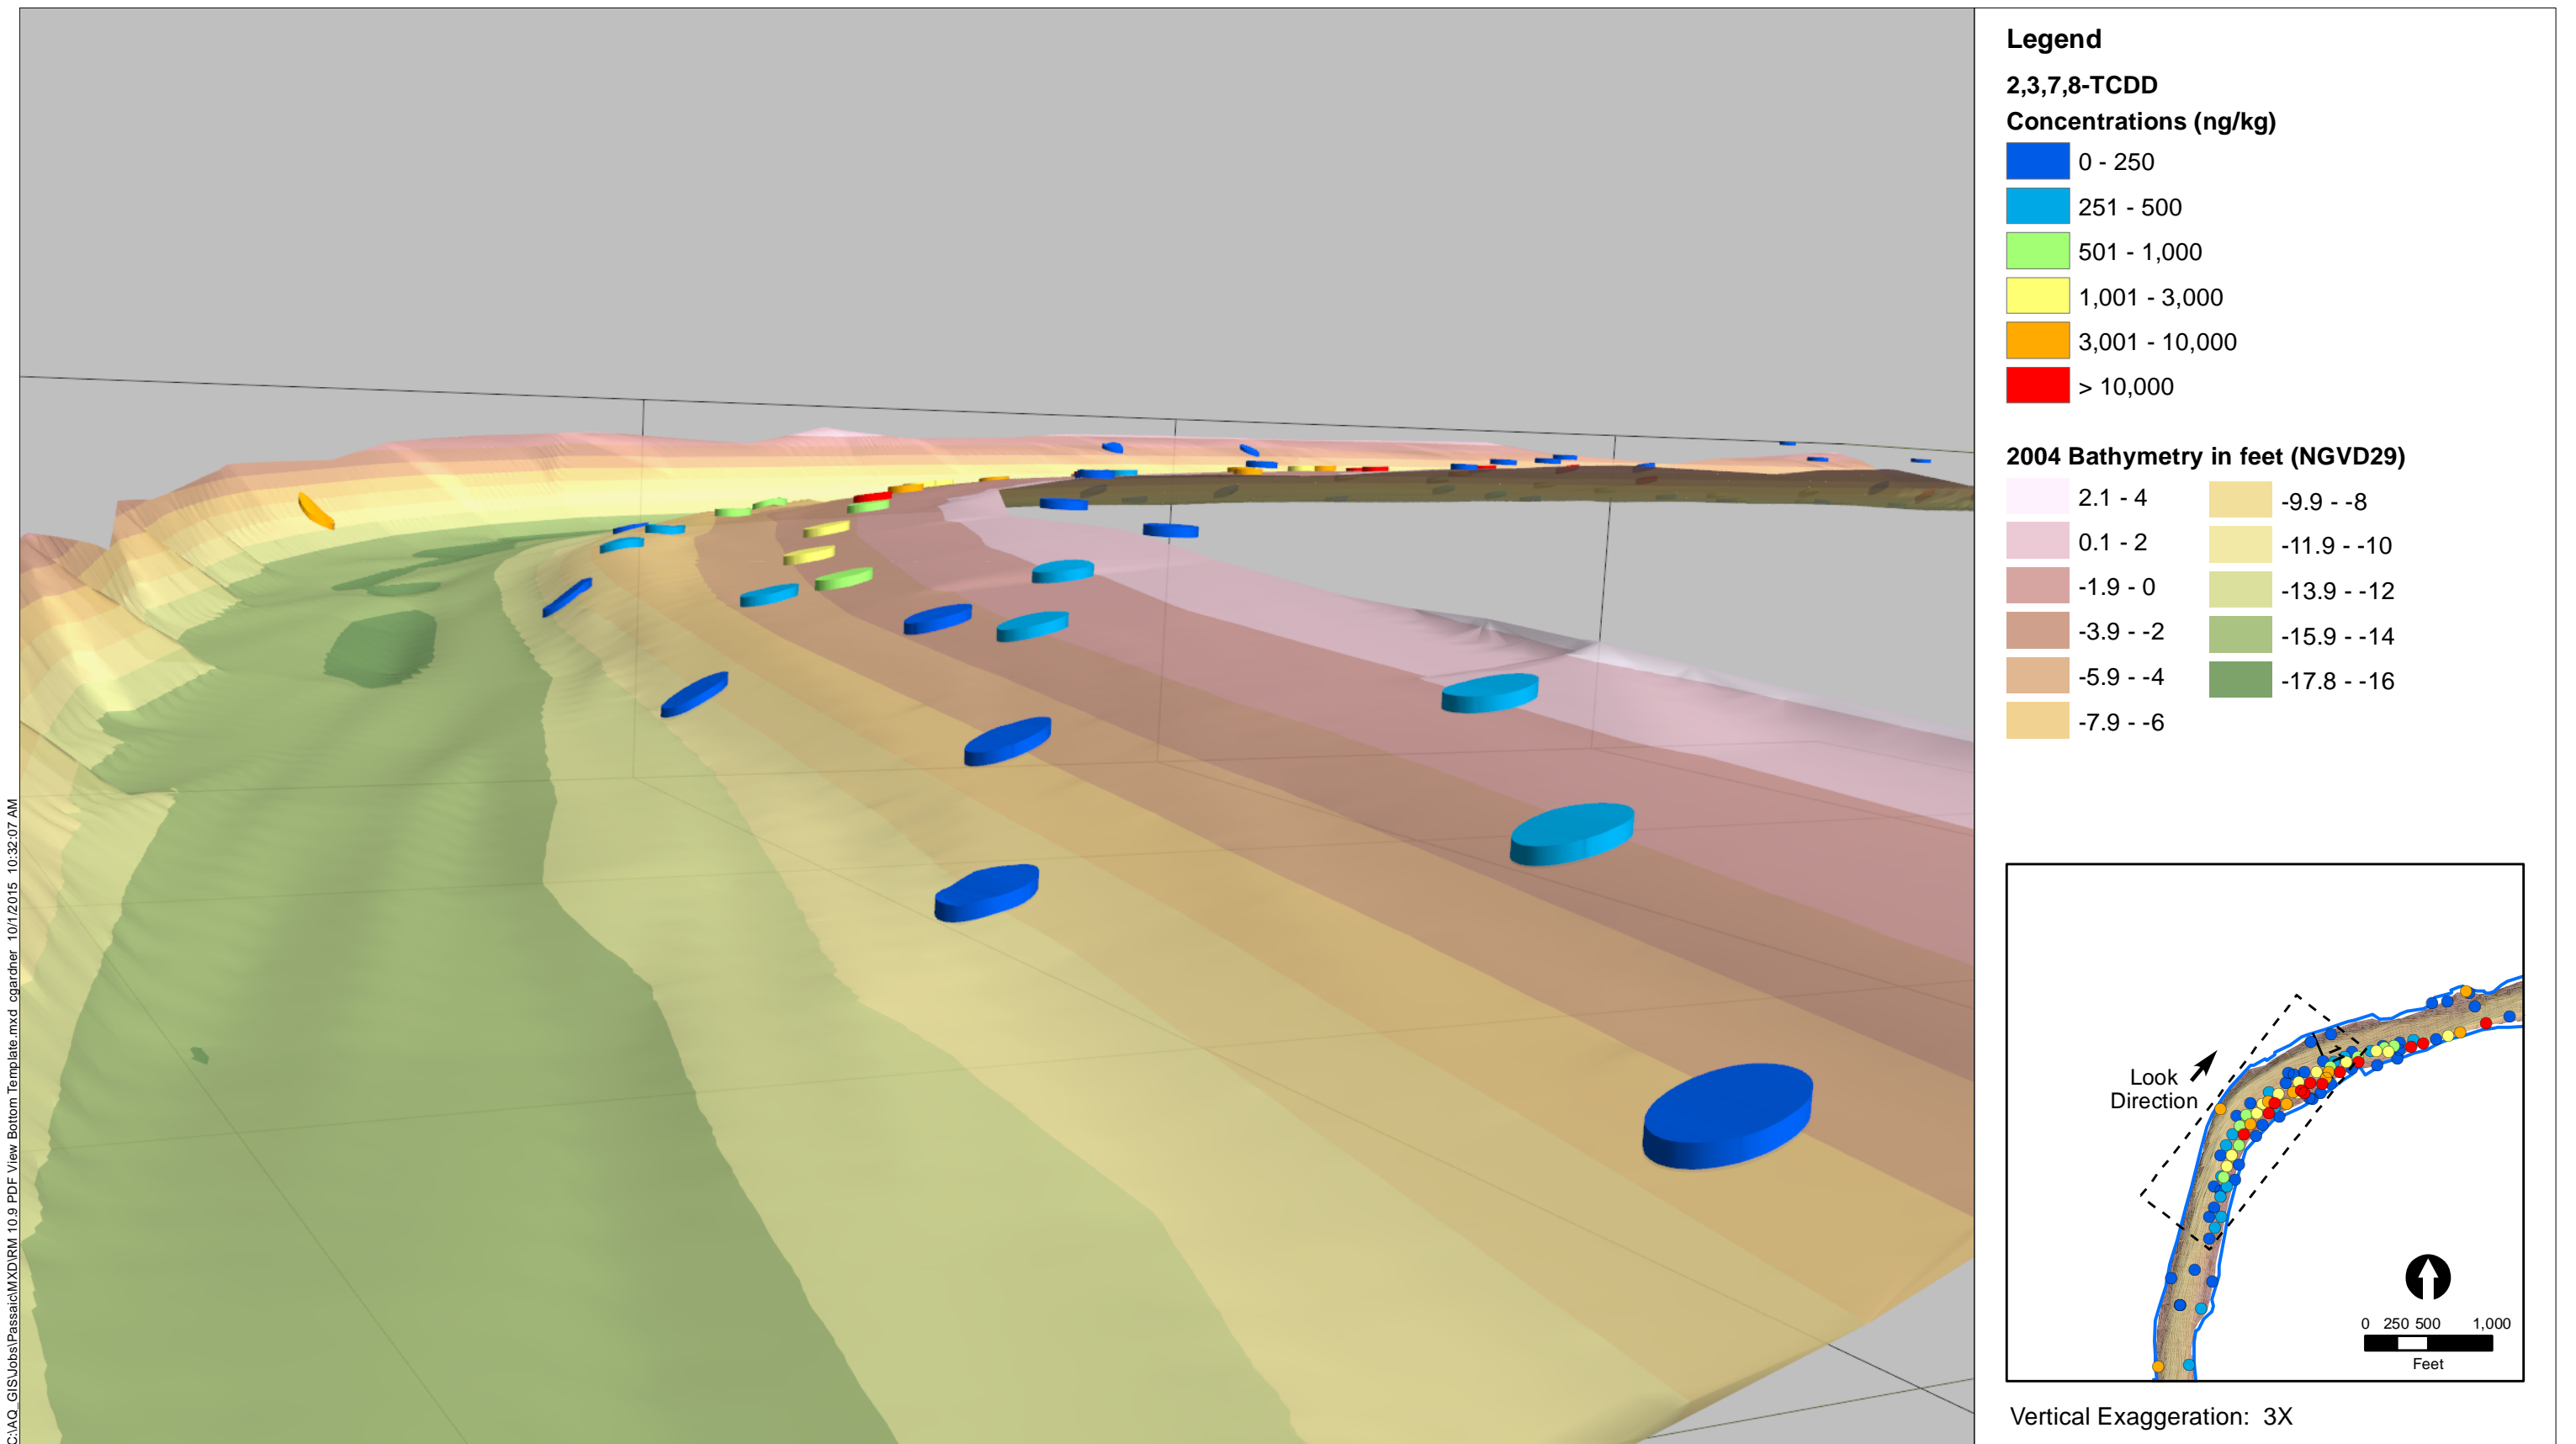 Legend
2,3,7,8-TCDD
Concentrations (ng/kg)
0 - 250
251 - 500
501 - 1,000
1,001 - 3,000
3,001 - 10,000
> 10,000
2004 Bathymetry in feet (NGVD29)
2.1 - 4
0.1 - 2
-1.9 - 0
-3.9 - -2
-5.9 - -4
-7.9 - -6
-9.9 - -8
-11.9 - -10
-13.9 - -12
-15.9 - -14
-17.8 - -16
Look
Direction
0 250 500 1,000
Feet
Vertical Exaggeration: 3X
C:\AQ_GIS\Jobs\Passaic\MXD\RM 10.9 PDF View Bottom Template.mxd cgardner 10/1/2015 10:32:07 AM